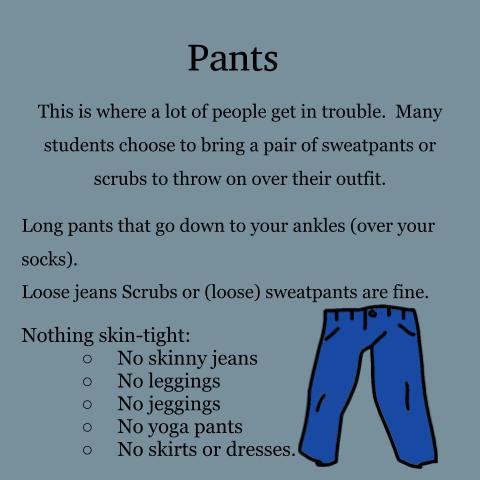 Pants
This is where a lot of people get in trouble.  Many
students choose to bring a pair of sweatpants or
scrubs to throw on over their outfit.
Long pants that go down to your ankles (over your
socks).
Loose jeans Scrubs or (loose) sweatpants are fine.
Nothing skin-tight:
○ No skinny jeans
○ No leggings
○ No jeggings
○ No yoga pants
○ No skirts or dresses.